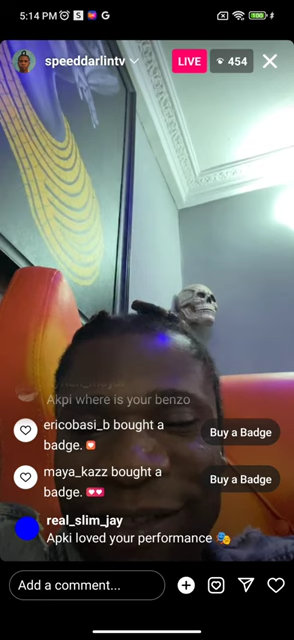 5:14 PM
speeddarlintv
LIVE
454
Akpi where is your benzo
ericobasi_b bought a
badge.
Buy a Badge
maya_kazz bought a
badge.
Buy a Badge
real_slim_jay
Apki loved your performance 🎭
Add a comment...